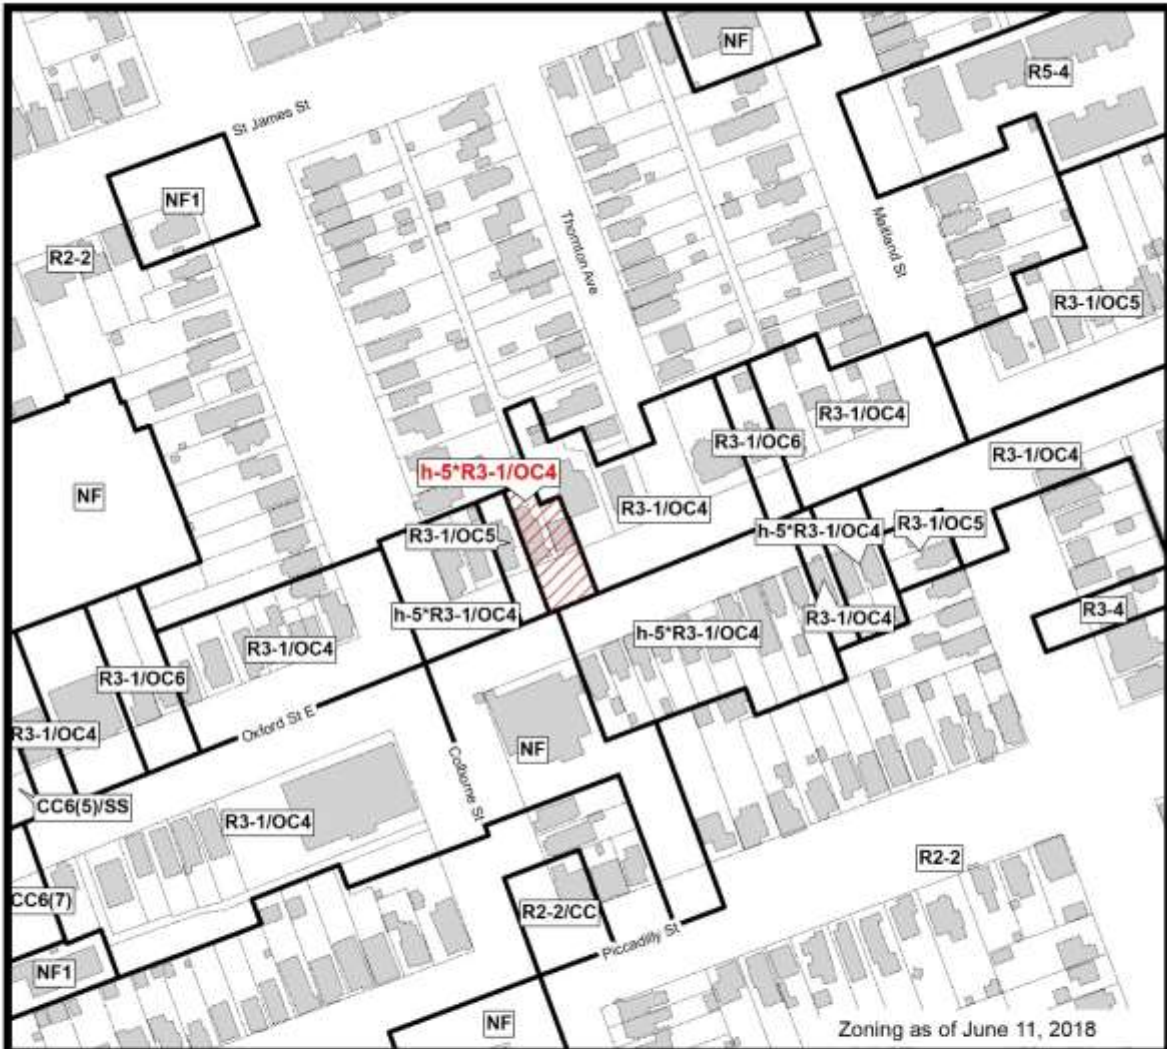 NF
R5-4
St James St
NF1
Thornton Ave
Maitland St
R2-2
R3-1/OC5
R3-1/OC4
R3-1/OC6
R3-1/OC4
h-5*R3-1/OC4
NF
R3-1/OC4
R3-1/OC5
h-5*R3-1/OC4
R3-1/OC5
h-5*R3-1/OC4
R3-1/OC4
R3-4
h-5*R3-1/OC4
R3-1/OC4
R3-1/OC6
Oxford St E
R3-1/OC4
NF
Colborne St
CC6(5)/SS
R3-1/OC4
R2-2
CC6(7)
R2-2/CC
Piccadilly St
NF1
NF
Zoning as of June 11, 2018